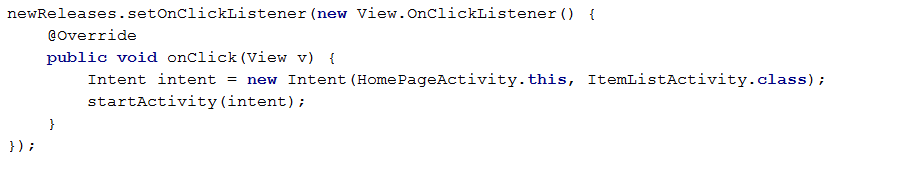 newReleases.setOnClickListener(new View.OnClickListener() {
    @Override
    public void onClick(View v) {
        Intent intent = new Intent(HomePageActivity.this, ItemListActivity.class);
        startActivity(intent);
    }
});